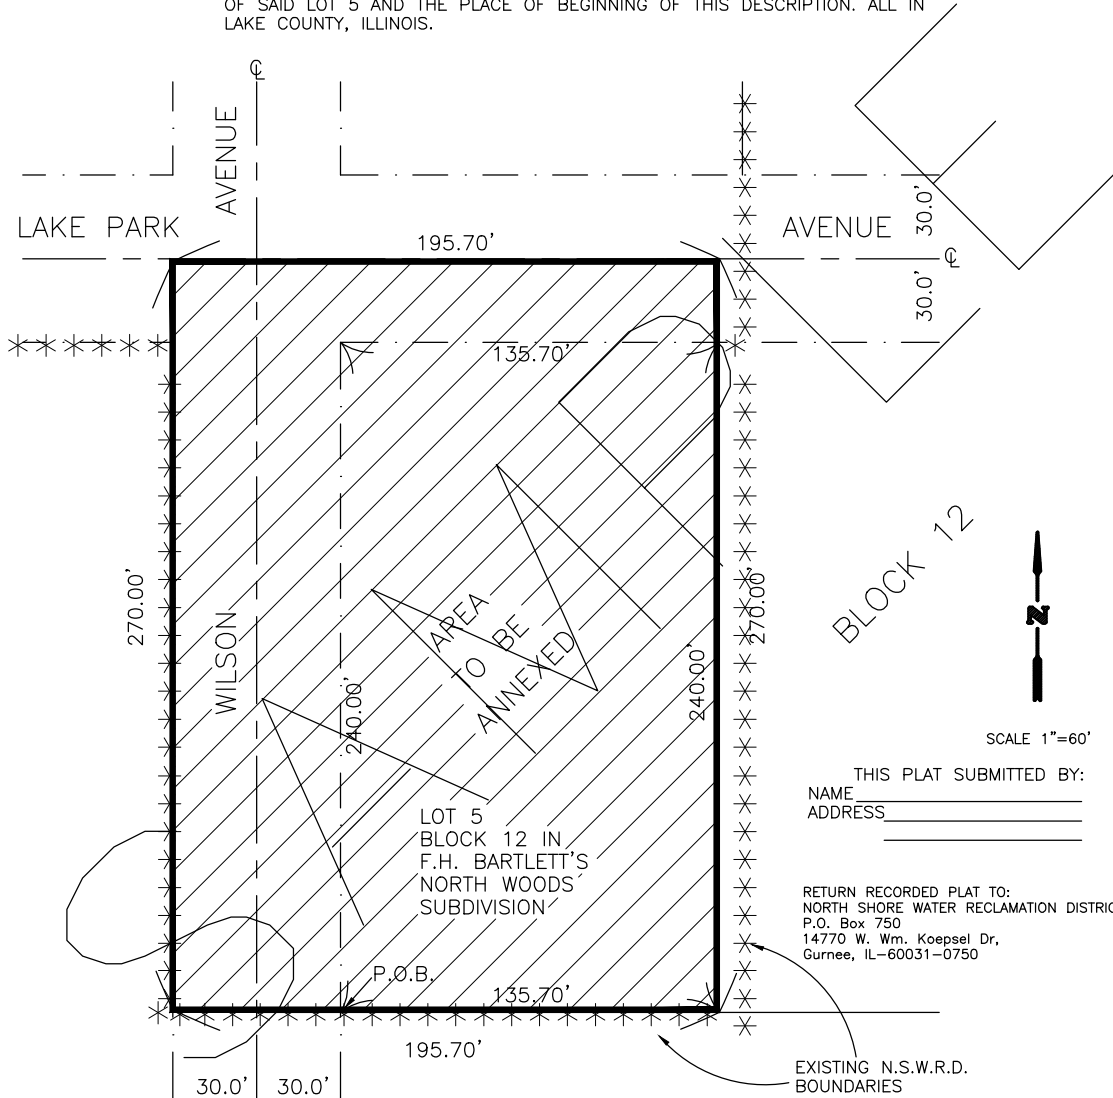 OF SAID LOT 5 AND THE PLACE OF BEGINNING OF THIS DESCRIPTION. ALL IN
LAKE COUNTY, ILLINOIS.
℄
AVENUE
LAKE PARK
AVENUE
30.0'
℄
30.0'
195.70'
135.70'
270.00'
WILSON
240.00'
AREA
TO BE
ANNEXED
240.00'
270.00'
BLOCK 12
N
SCALE 1"=60'
THIS PLAT SUBMITTED BY:
NAME
ADDRESS
LOT 5
BLOCK 12 IN
F.H. BARTLETT'S
NORTH WOODS
SUBDIVISION
RETURN RECORDED PLAT TO:
NORTH SHORE WATER RECLAMATION DISTRIC
P.O. Box 750
14770 W. Wm. Koepsel Dr,
Gurnee, IL-60031-0750
P.O.B.
135.70'
195.70'
30.0'
30.0'
EXISTING N.S.W.R.D.
BOUNDARIES